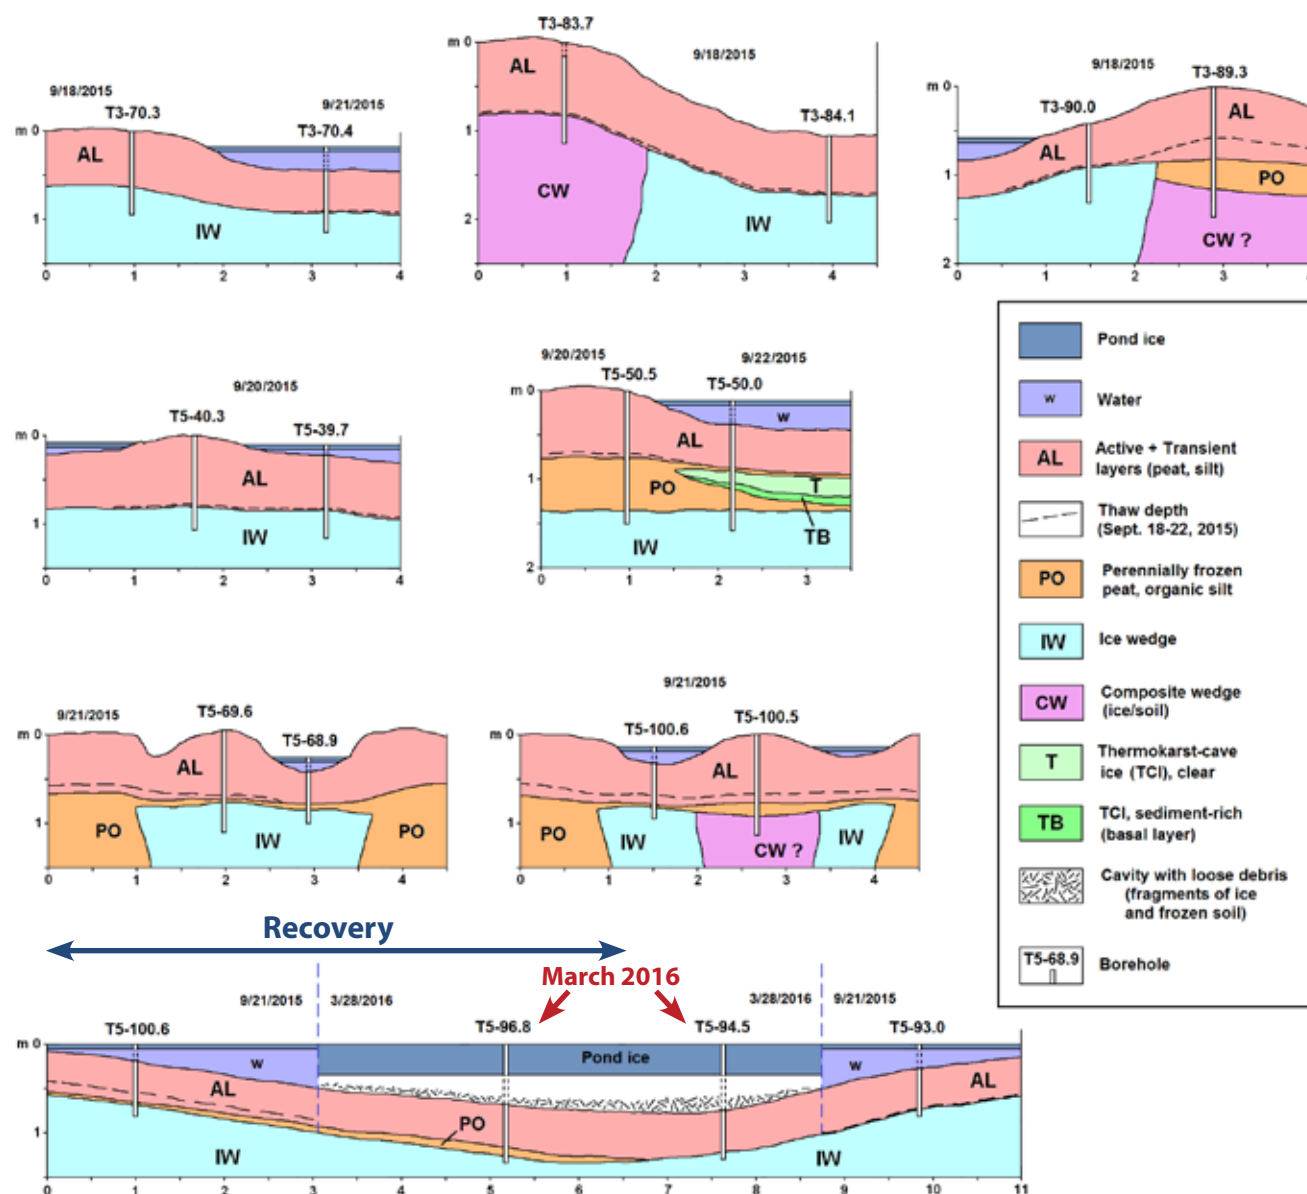 T3-83.7
m 0
AL
9/18/2015
T3-84.1
1
CW
IW
2
0 1 2 3 4
9/18/2015
T3-70.3
9/21/2015
T3-70.4
m 0
AL
1
IW
0 1 2 3 4
9/18/2015
T3-89.3
m 0
T3-90.0
AL
AL
1
PO
CW ?
2
0 1 2 3
Pond ice
w
Water
AL
Active + Transient
layers (peat, silt)
Thaw depth
(Sept. 18-22, 2015)
PO
Perennially frozen
peat, organic silt
IW
Ice wedge
CW
Composite wedge
(ice/soil)
T
Thermokarst-cave
ice (TCI), clear
TB
TCI, sediment-rich
(basal layer)
Cavity with loose debris
(fragments of ice
and frozen soil)
T5-68.9
Borehole
9/20/2015
T5-40.3
T5-39.7
m 0
AL
1
IW
0 1 2 3 4
9/20/2015
9/22/2015
T5-50.5
T5-50.0
m 0
w
AL
1
PO
T
TB
IW
2
0 1 2 3
9/21/2015
T5-69.6
T5-68.9
m 0
AL
PO
IW
PO
1
0 1 2 3 4
9/21/2015
T5-100.6
T5-100.5
m 0
AL
1
PO
IW
CW ?
IW
0 1 2 3 4
Recovery
March 2016
9/21/2015
3/28/2016
3/28/2016
9/21/2015
T5-100.6
T5-96.8
T5-94.5
T5-93.0
m 0
w
Pond ice
w
AL
AL
PO
1
IW
IW
0 1 2 3 4 5 6 7 8 9 10 11